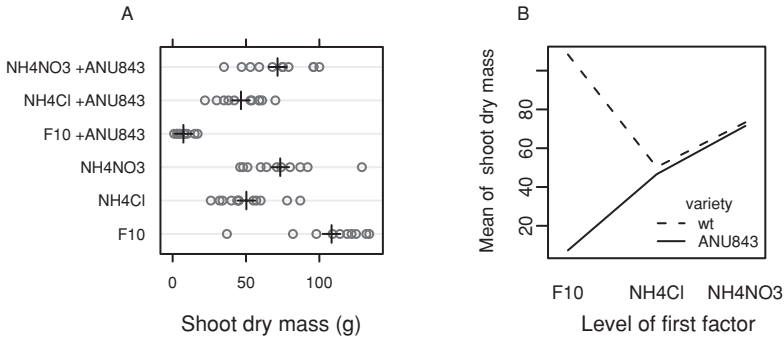 A
NH4NO3 +ANU843
NH4Cl +ANU843
F10 +ANU843
NH4NO3
NH4Cl
F10
0 50 100
Shoot dry mass (g)
B
Mean of shoot dry mass
80
60
40
20
variety
wt
ANU843
F10 NH4Cl NH4NO3
Level of first factor